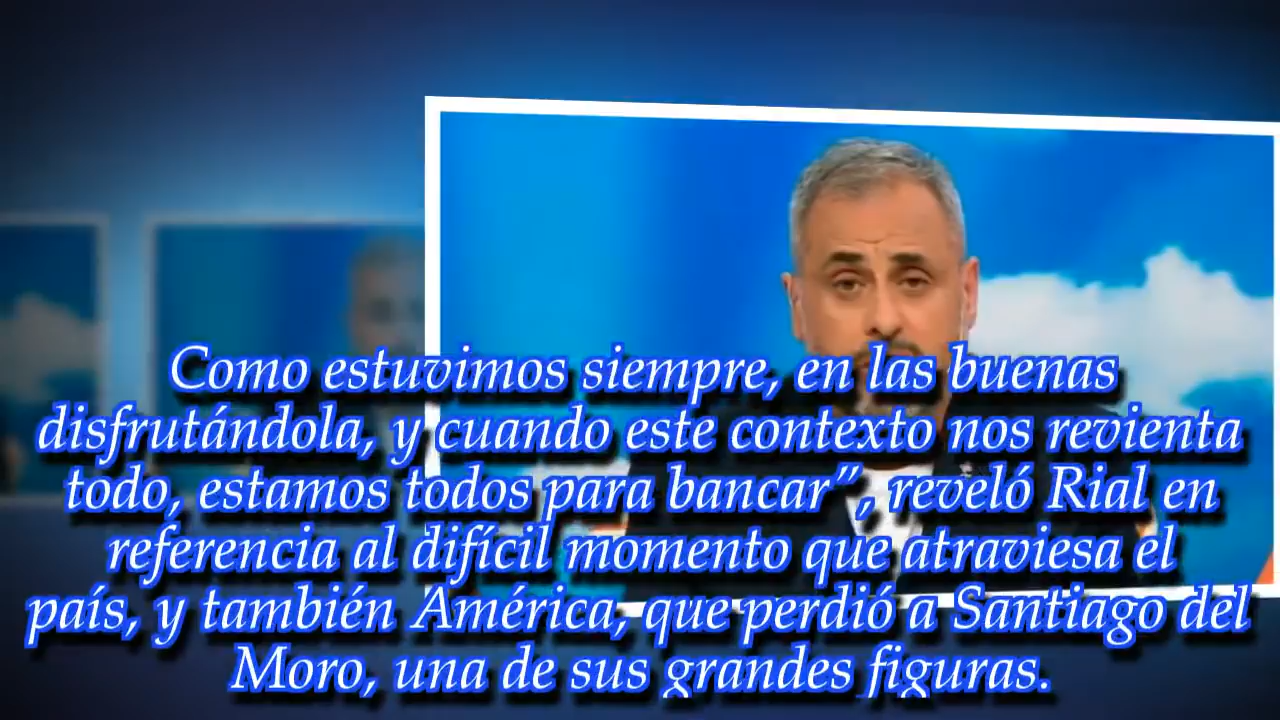 Como estuvimos siempre, en las buenas
disfrutándola, y cuando este contexto nos revienta
todo, estamos todos para bancar”, reveló Rial en
referencia al difícil momento que atraviesa el
país, y también América, que perdió a Santiago del
Moro, una de sus grandes figuras.